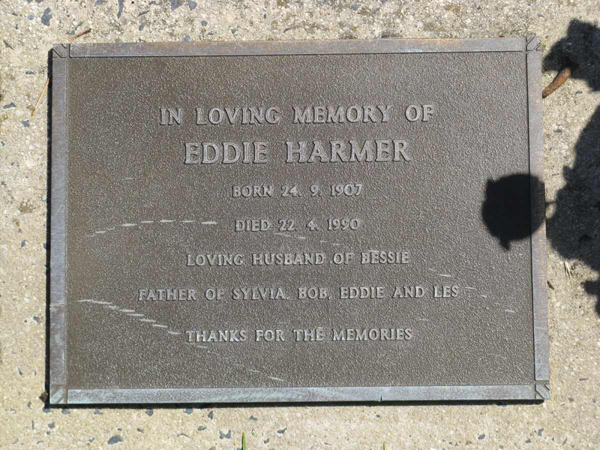 IN LOVING MEMORY OF
EDDIE HARMER
BORN 24. 9. 1907
DIED 22. 4. 1990
LOVING HUSBAND OF BESSIE
FATHER OF SYLVIA, BOB, EDDIE AND LES
THANKS FOR THE MEMORIES